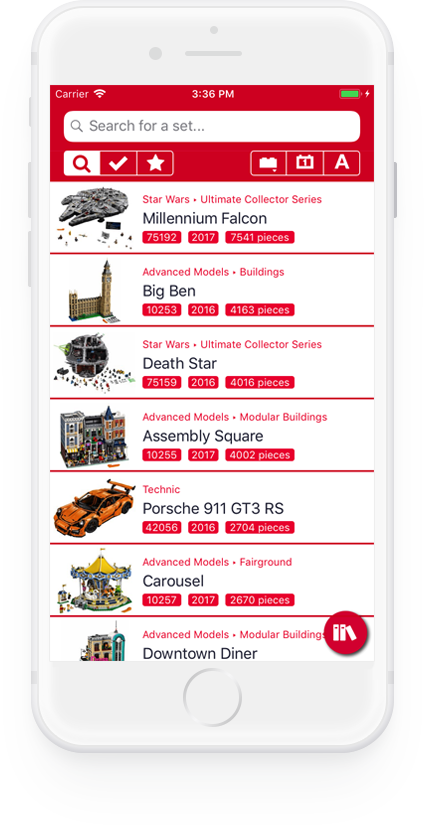 Carrier 3:36 PM
Search for a set...
A
Star Wars • Ultimate Collector Series
Millennium Falcon
75192 2017 7541 pieces
Advanced Models • Buildings
Big Ben
10253 2016 4163 pieces
Star Wars • Ultimate Collector Series
Death Star
75159 2016 4016 pieces
Advanced Models • Modular Buildings
Assembly Square
10255 2017 4002 pieces
Technic
Porsche 911 GT3 RS
42056 2016 2704 pieces
Advanced Models • Fairground
Carousel
10257 2017 2670 pieces
Advanced Models • Modular Buildings
Downtown Diner